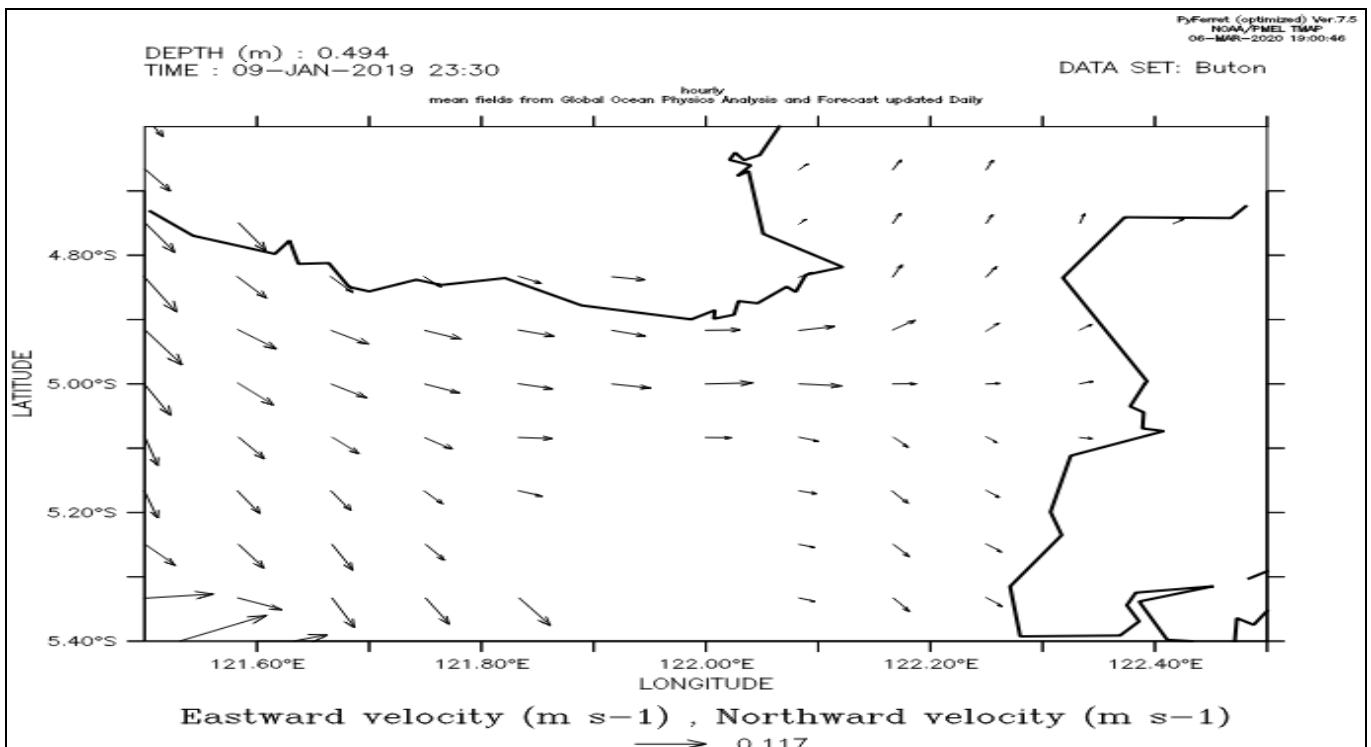 PyFerret (optimized) Ver.7.5
NOAA/PMEL TMAP
06-MAR-2020 19:00:46
DEPTH (m) : 0.494
TIME : 09-JAN-2019 23:30
DATA SET: Buton
hourly
mean fields from Global Ocean Physics Analysis and Forecast updated Daily
LATITUDE
4.80°S
5.00°S
5.20°S
5.40°S
121.60°E 121.80°E 122.00°E 122.20°E 122.40°E
LONGITUDE
Eastward velocity (m s-1) , Northward velocity (m s-1)
0.117